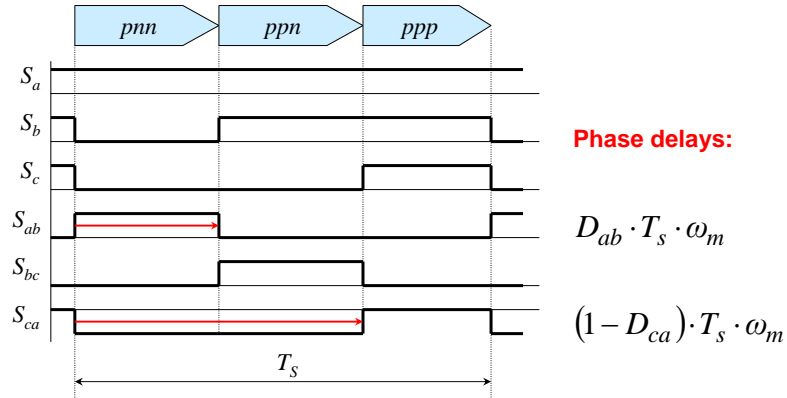 pnn ppn ppp
S_a
S_b
Phase delays:
S_c
S_ab
D_ab · T_s · ω_m
S_bc
S_ca
(1 − D_ca) · T_s · ω_m
T_S